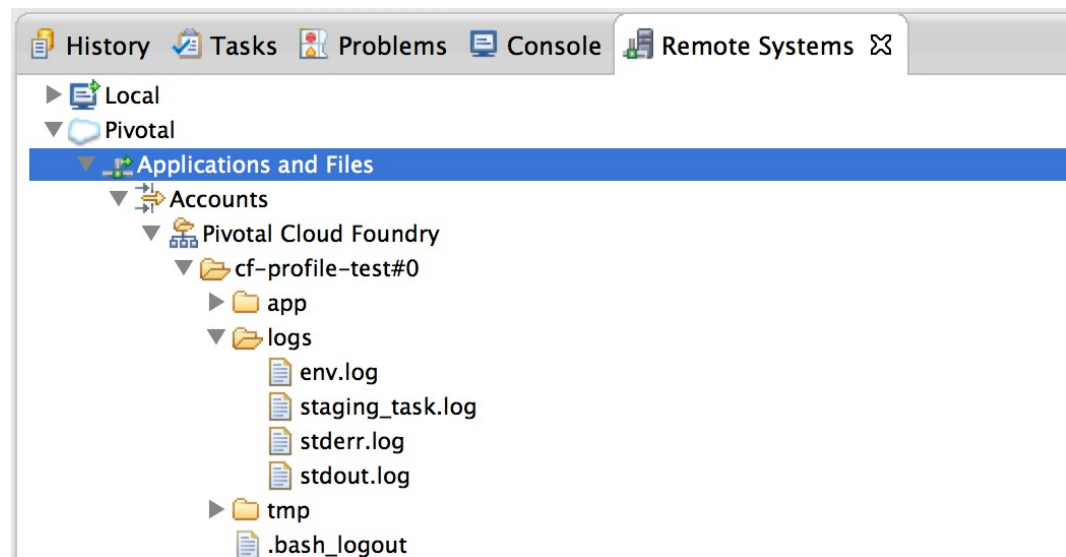 History Tasks Problems Console Remote Systems
Local
Pivotal
Applications and Files
Accounts
Pivotal Cloud Foundry
cf-profile-test#0
app
logs
env.log
staging_task.log
stderr.log
stdout.log
tmp
.bash_logout